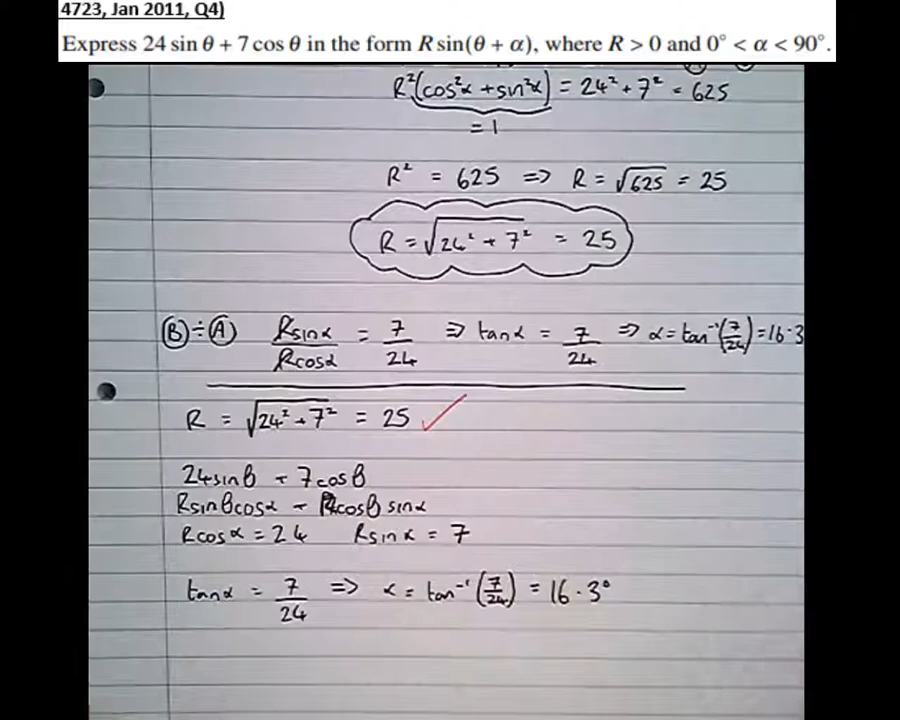 4723, Jan 2011, Q4)
Express 24 sin θ + 7 cos θ in the form R sin(θ + α), where R > 0 and 0° < α < 90°.
R²(cos²α + sin²α) = 24² + 7² = 625
= 1
R² = 625 => R = √625 = 25
R = √24² + 7² = 25
(B) ÷ (A) Rsinα/Rcosα = 7/24 => tanα = 7/24 => α = tan⁻¹(7/24) = 16.3
R = √24² + 7² = 25 ✓
24sinθ + 7cosθ
Rsinθcosα + Rcosθsinα
Rcosα = 24 Rsinα = 7
tanα = 7/24 => α = tan⁻¹(7/24) = 16.3°